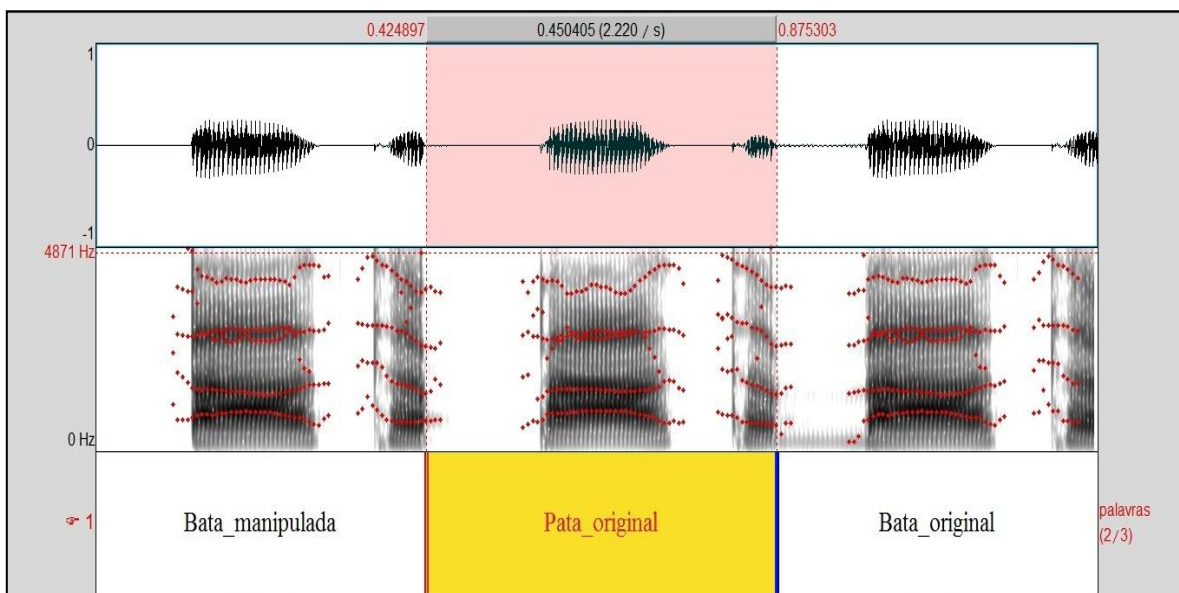 0.424897 0.450405 (2.220 / s) 0.875303
1
0
-1
4871 Hz
0 Hz
☞ 1 Bata_manipulada Pata_original Bata_original palavras
(2/3)